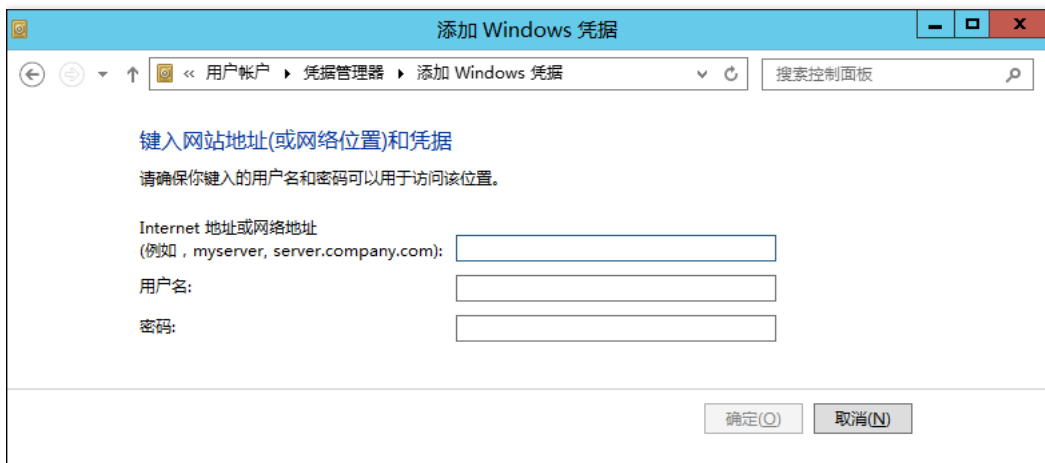 添加 Windows 凭据
« 用户帐户 ▸ 凭据管理器 ▸ 添加 Windows 凭据
搜索控制面板
键入网站地址(或网络位置)和凭据
请确保你键入的用户名和密码可以用于访问该位置。
Internet 地址或网络地址
(例如，myserver, server.company.com):
用户名:
密码:
确定(O)
取消(N)